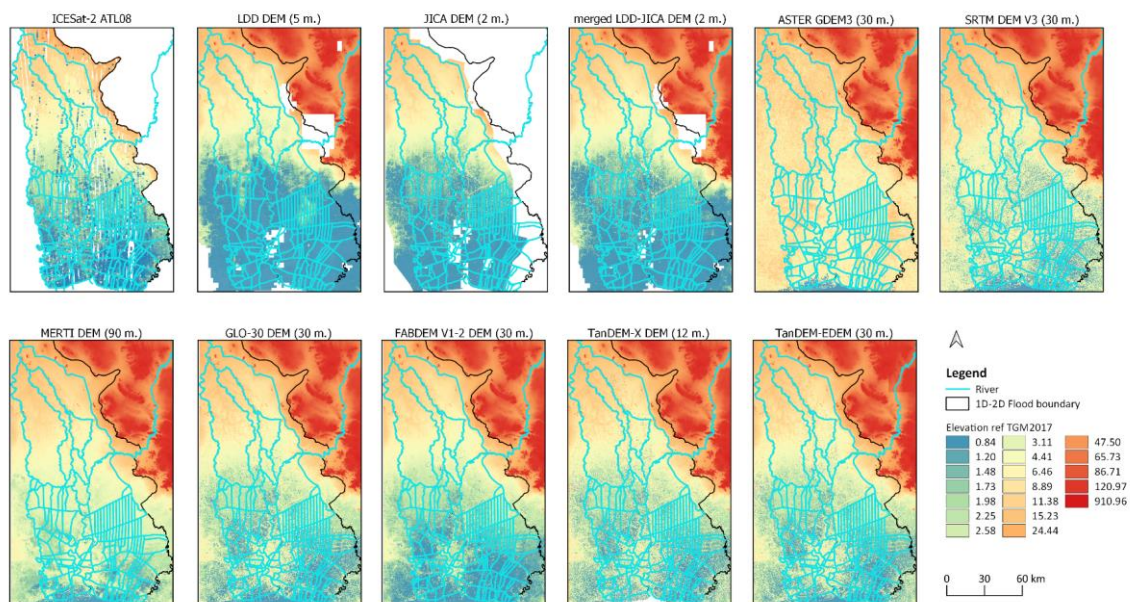 ICESat-2 ATL08
LDD DEM (5 m.)
JICA DEM (2 m.)
merged LDD-JICA DEM (2 m.)
ASTER GDEM3 (30 m.)
SRTM DEM V3 (30 m.)
MERTI DEM (90 m.)
GLO-30 DEM (30 m.)
FABDEM V1-2 DEM (30 m.)
TanDEM-X DEM (12 m.)
TanDEM-EDEM (30 m.)
Legend
River
1D-2D Flood boundary
Elevation ref TGM2017
0.84 3.11 47.50
1.20 4.41 65.73
1.48 6.46 86.71
1.73 8.89 120.97
1.98 11.38 910.96
2.25 15.23
2.58 24.44
0 30 60 km